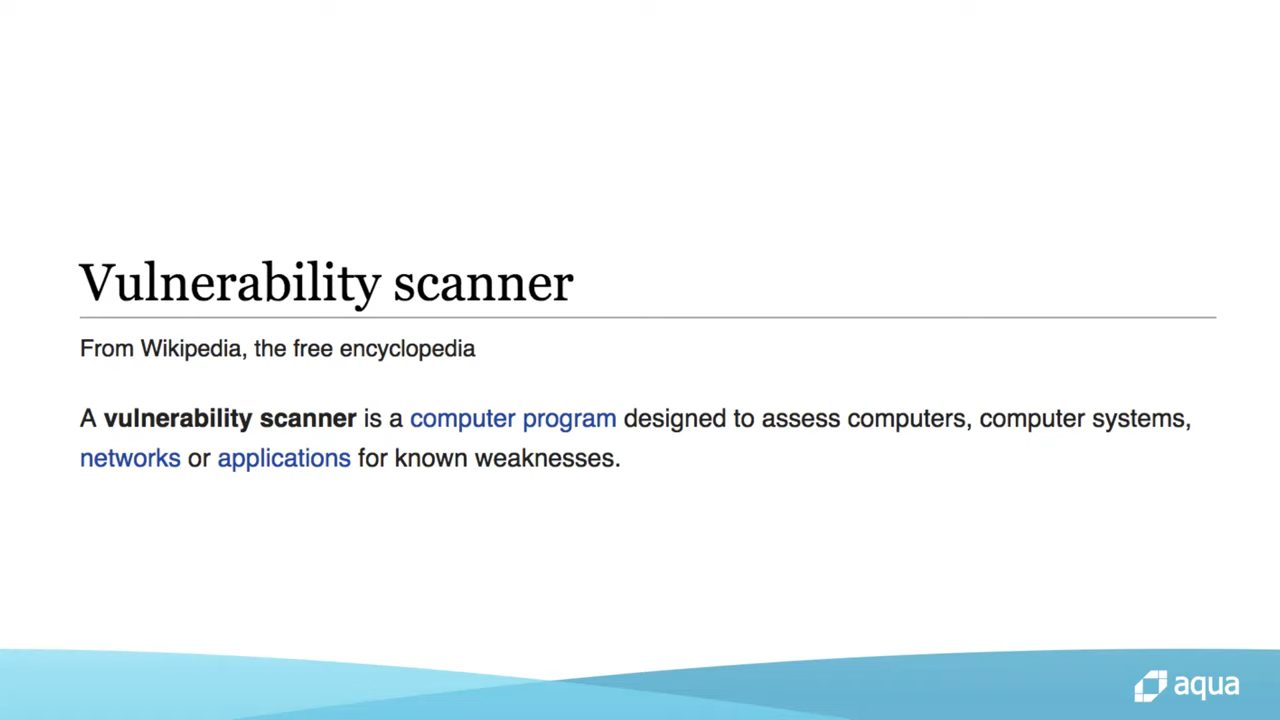 Vulnerability scanner
From Wikipedia, the free encyclopedia
A vulnerability scanner is a computer program designed to assess computers, computer systems,
networks or applications for known weaknesses.
aqua